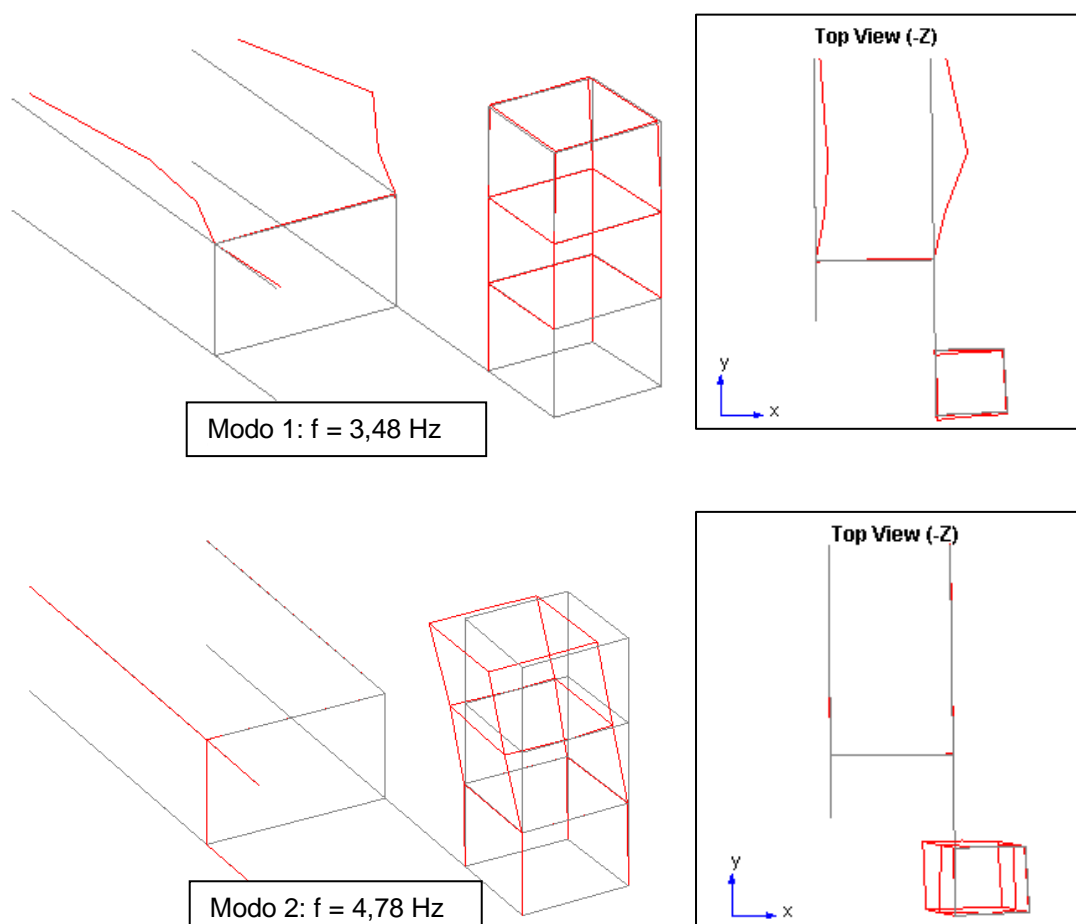 Top View (-Z)
y
x
Modo 1: f = 3,48 Hz
Top View (-Z)
y
x
Modo 2: f = 4,78 Hz